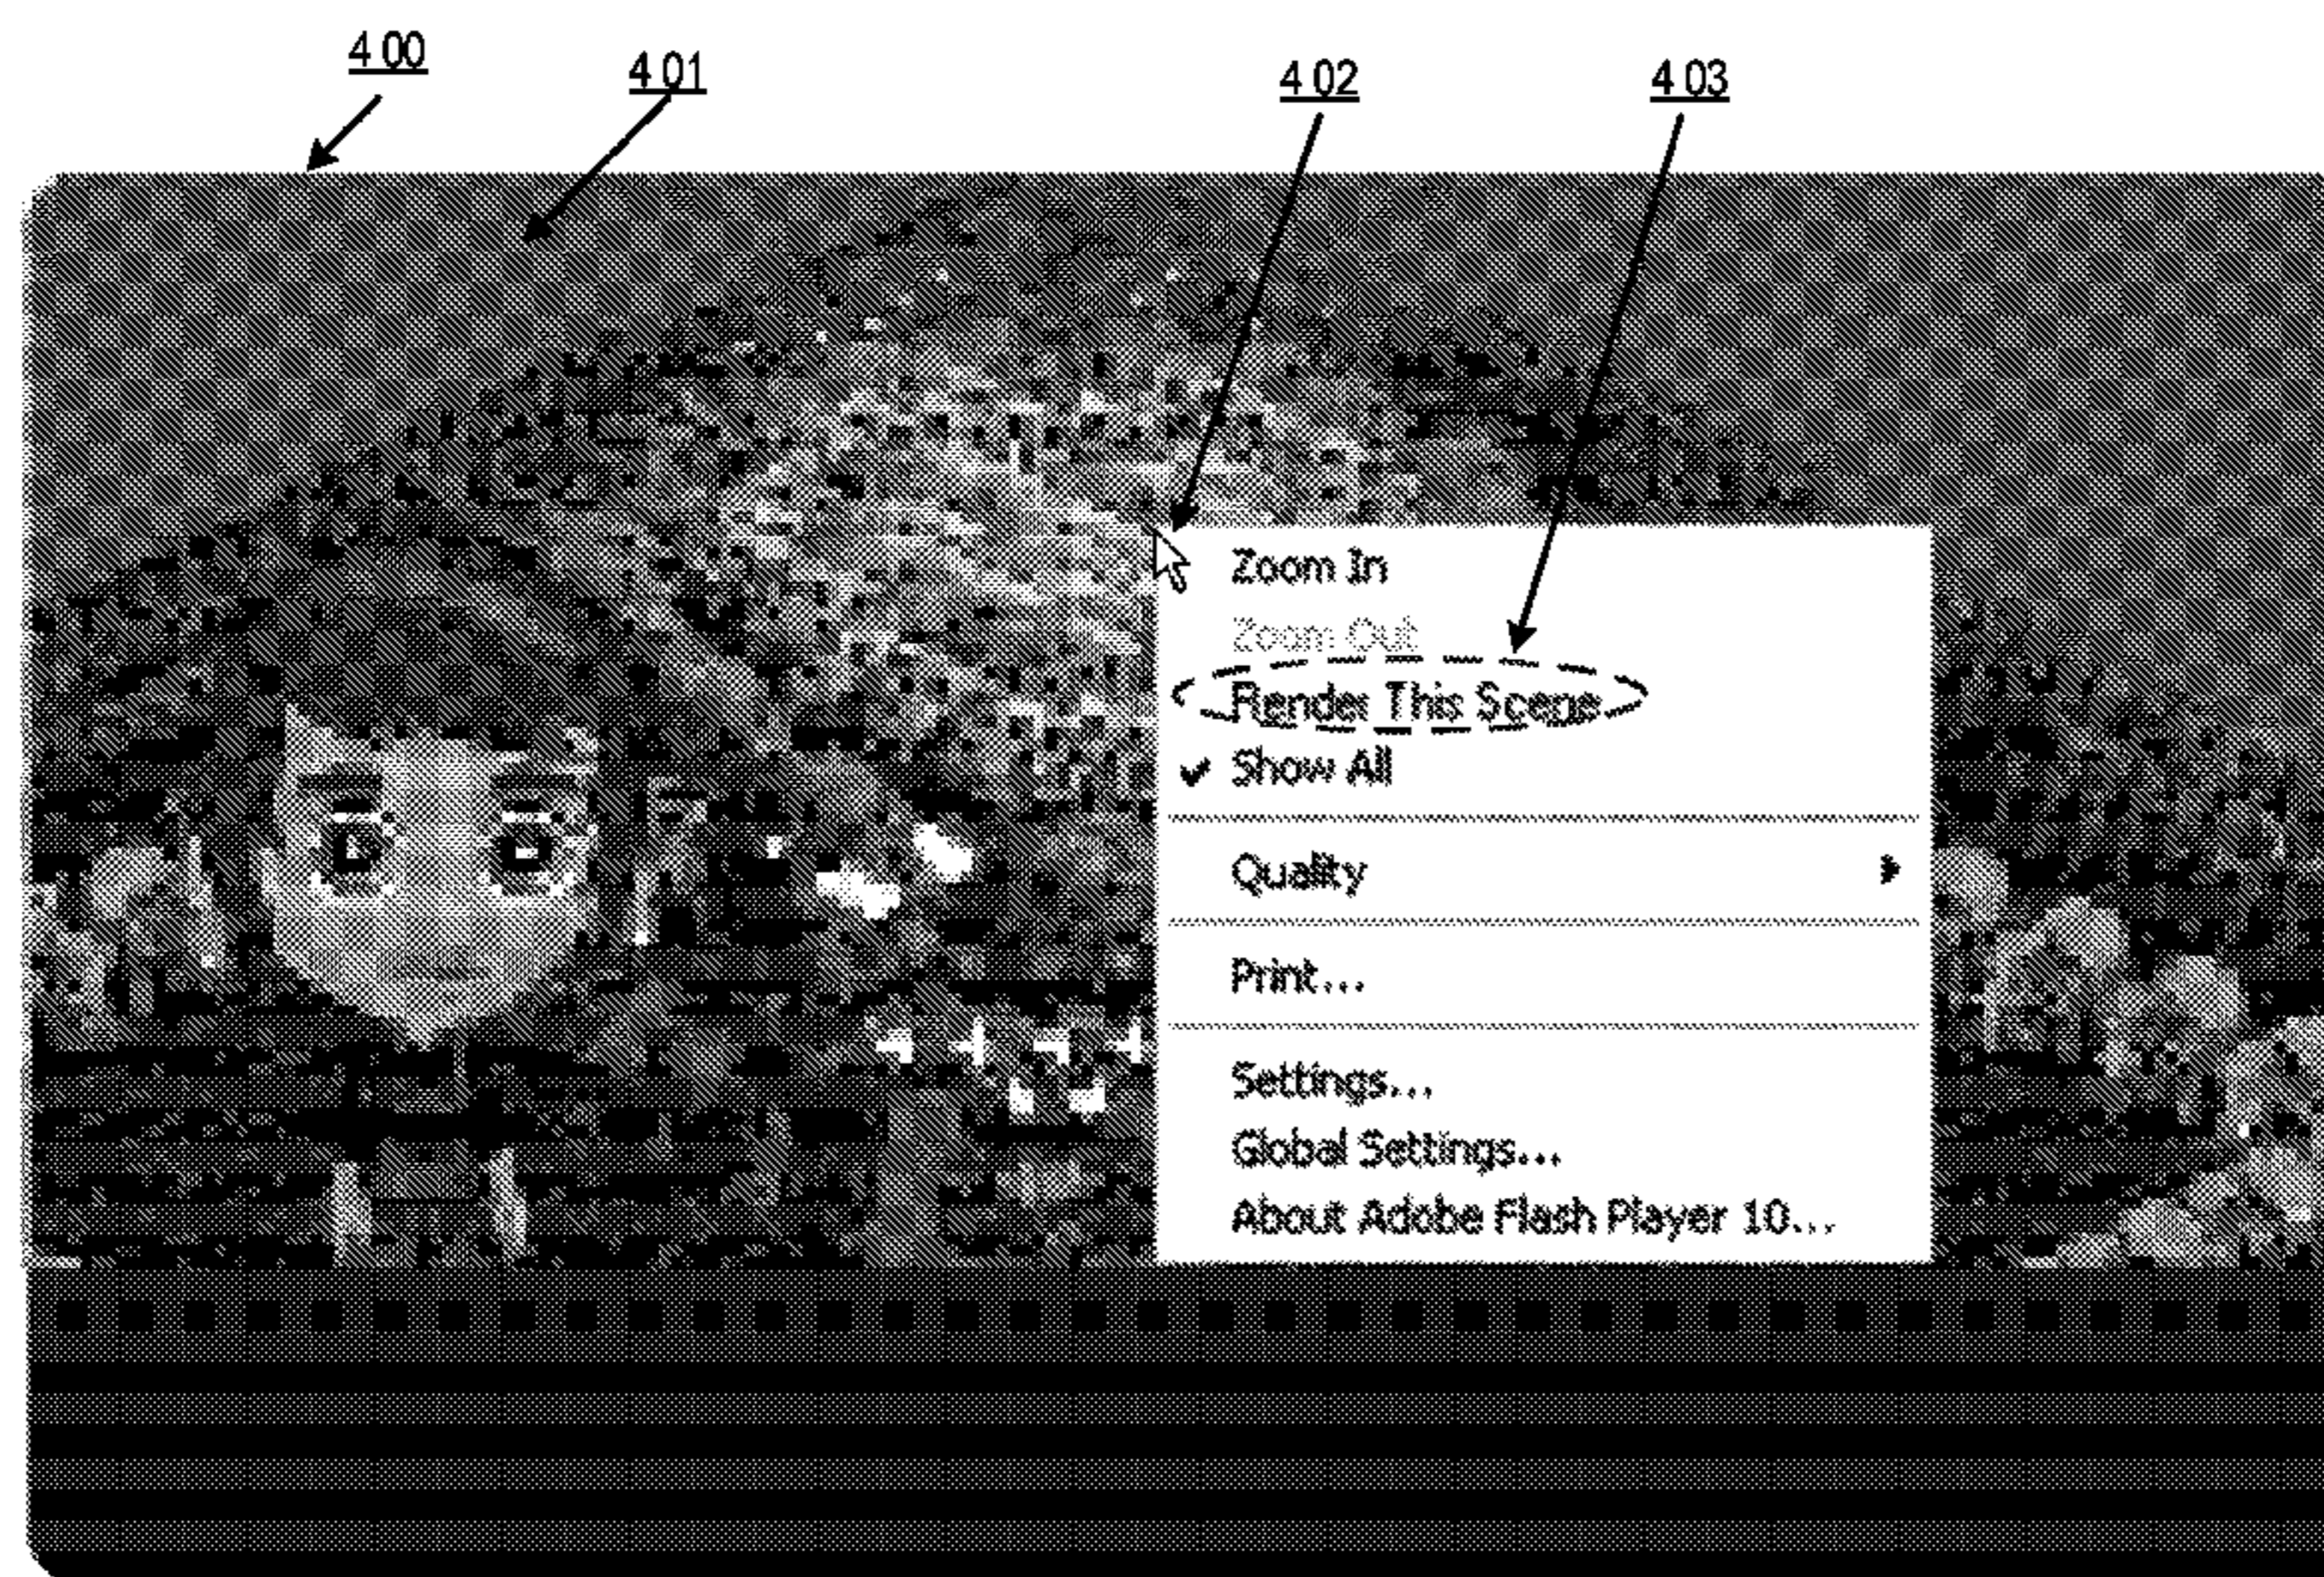 400
401
402
403
Zoom In
Zoom Out
Render This Scene
Show All
Quality
Print...
Settings...
Global Settings...
About Adobe Flash Player 10...